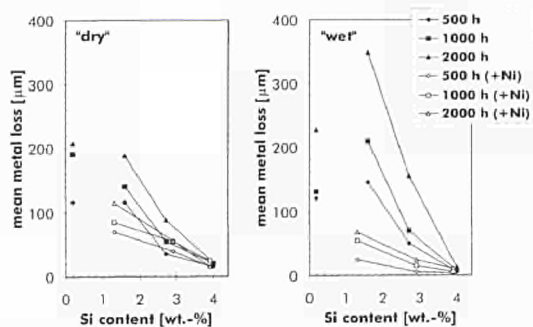 "dry"
mean metal loss [µm]
400
300
200
100
0
0 1 2 3 4
Si content [wt.-%]
"wet"
mean metal loss [µm]
400
300
200
100
0
0 1 2 3 4
Si content [wt.-%]
500 h
1000 h
2000 h
500 h (+Ni)
1000 h (+Ni)
2000 h (+Ni)